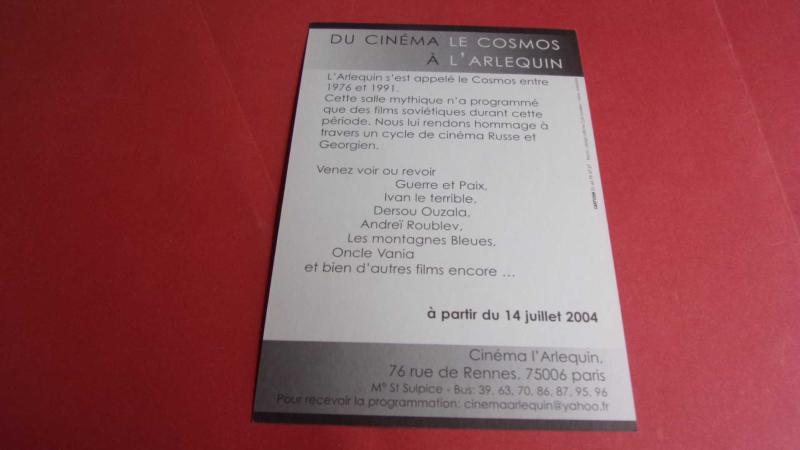 DU CINÉMA LE COSMOS
À L'ARLEQUIN
L'Arlequin s'est appelé le Cosmos entre
1976 et 1991.
Cette salle mythique n'a programmé
que des films soviétiques durant cette
période. Nous lui rendons hommage à
travers un cycle de cinéma Russe et
Georgien.
Venez voir ou revoir
Guerre et Paix,
Ivan le terrible,
Dersou Ouzala,
Andreï Roublev,
Les montagnes Bleues,
Oncle Vania
et bien d'autres films encore ...
à partir du 14 juillet 2004
Cinéma l'Arlequin,
76 rue de Rennes, 75006 paris
M° St Sulpice - Bus: 39, 63, 70, 86, 87, 95, 96
Pour recevoir la programmation: cinemaarlequin@yahoo.fr